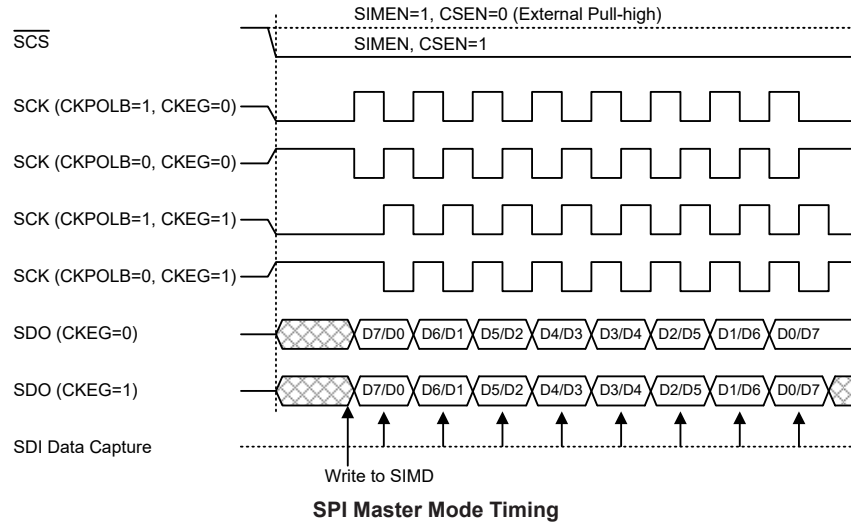 SIMEN=1, CSEN=0 (External Pull-high)
SCS
SIMEN, CSEN=1
SCK (CKPOLB=1, CKEG=0)
SCK (CKPOLB=0, CKEG=0)
SCK (CKPOLB=1, CKEG=1)
SCK (CKPOLB=0, CKEG=1)
SDO (CKEG=0) D7/D0 D6/D1 D5/D2 D4/D3 D3/D4 D2/D5 D1/D6 D0/D7
SDO (CKEG=1) D7/D0 D6/D1 D5/D2 D4/D3 D3/D4 D2/D5 D1/D6 D0/D7
SDI Data Capture
Write to SIMD
SPI Master Mode Timing